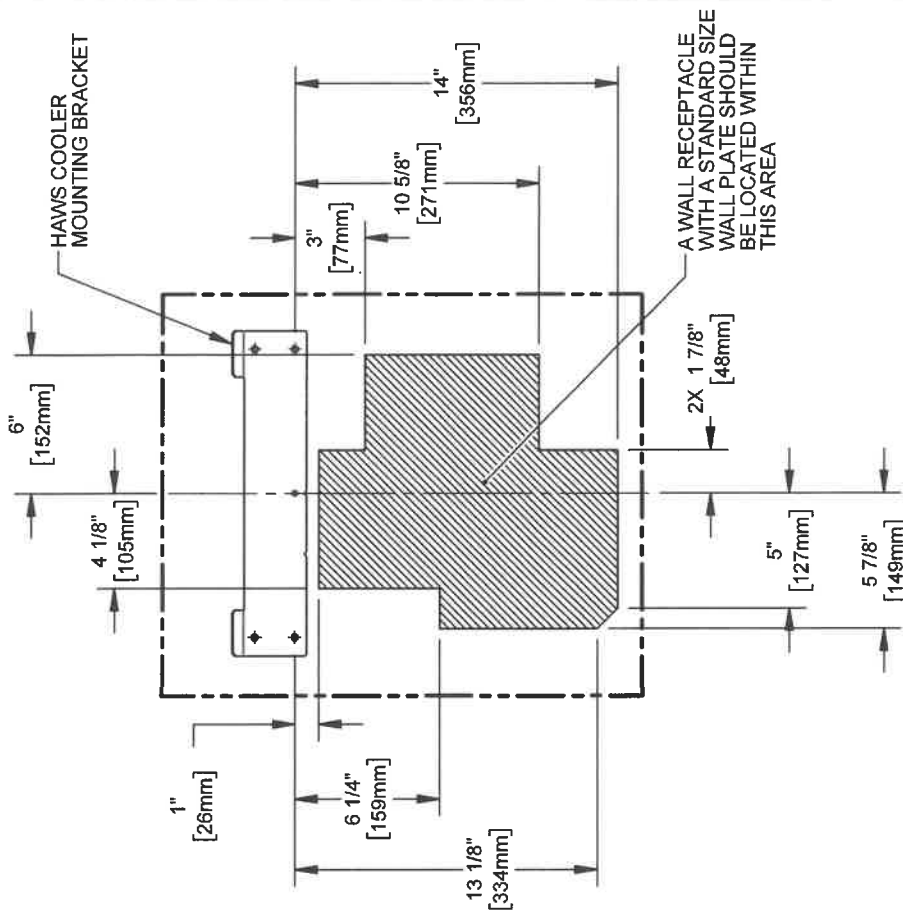 HAWS COOLER
MOUNTING BRACKET
6"
[152mm]
4 1/8"
[105mm]
14"
[356mm]
10 5/8"
[271mm]
3"
[77mm]
A WALL RECEPTACLE
WITH A STANDARD SIZE
WALL PLATE SHOULD
BE LOCATED WITHIN
THIS AREA
2X 1 7/8"
[48mm]
1"
[26mm]
6 1/4"
[159mm]
13 1/8"
[334mm]
5"
[127mm]
5 7/8"
[149mm]